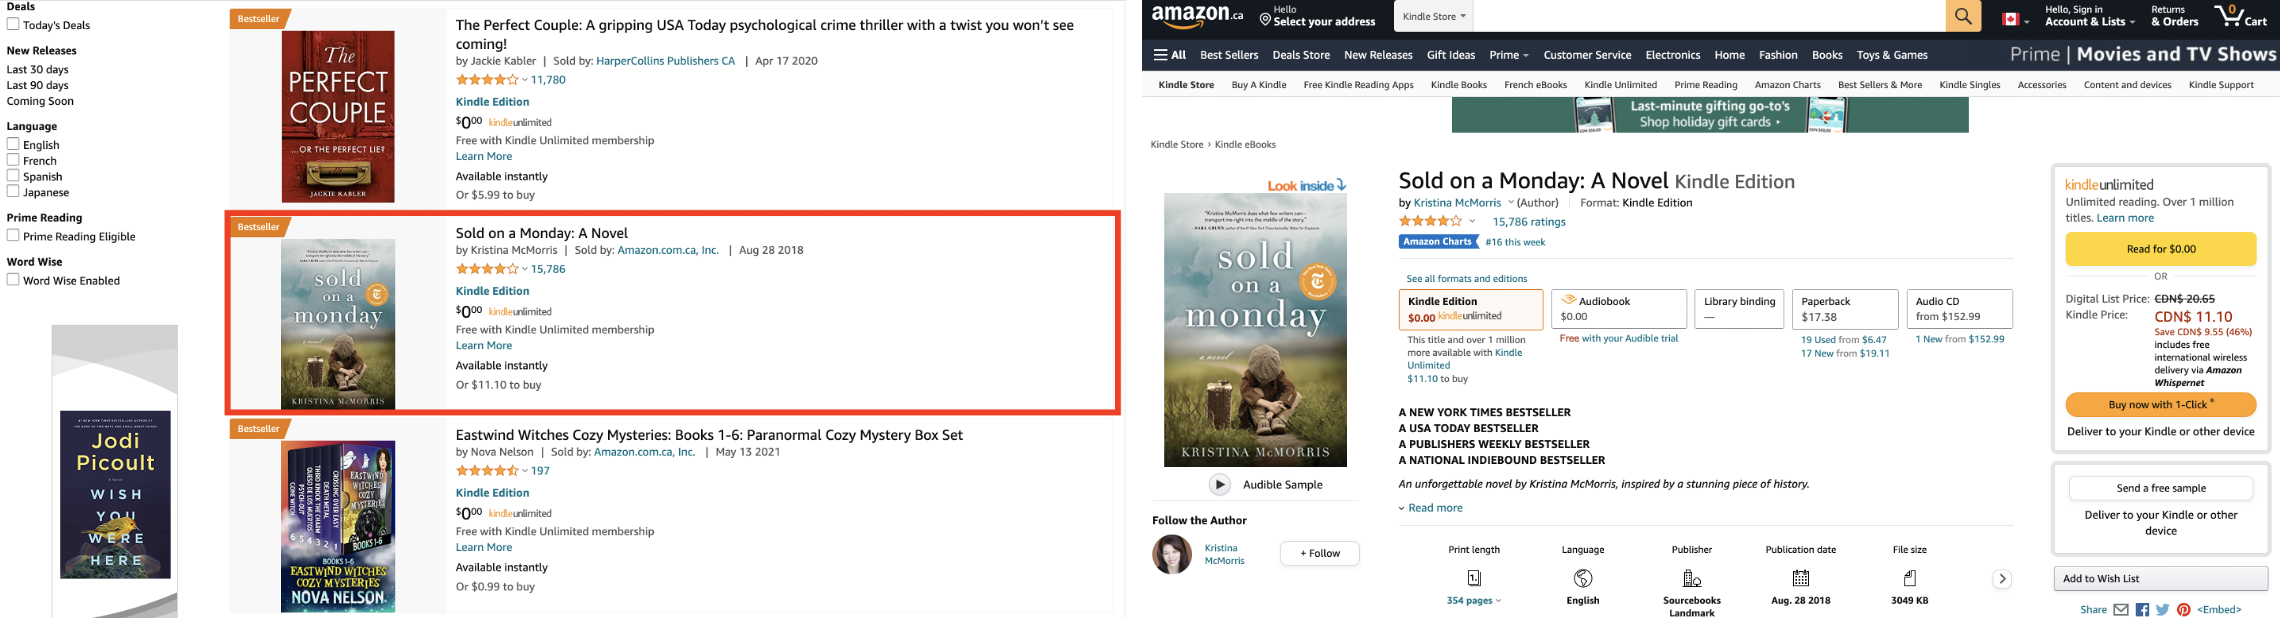 Deals
Today's Deals
New Releases
Last 30 days
Last 90 days
Coming Soon
Language
English
French
Spanish
Japanese
Prime Reading
Prime Reading Eligible
Word Wise
Word Wise Enabled
Jodi
Picoult
WISH
YOU
WERE
HERE
Bestseller
The
PERFECT
COUPLE
...OR THE PERFECT LIE?
JACKIE KABLER
The Perfect Couple: A gripping USA Today psychological crime thriller with a twist you won't see
coming!
by Jackie Kabler | Sold by: HarperCollins Publishers CA | Apr 17 2020
11,780
Kindle Edition
$0.00 kindleunlimited
Free with Kindle Unlimited membership
Learn More
Available instantly
Or $5.99 to buy
Bestseller
sold
on a
monday
a novel
KRISTINA McMORRIS
Sold on a Monday: A Novel
by Kristina McMorris | Sold by: Amazon.com.ca, Inc. | Aug 28 2018
15,786
Kindle Edition
$0.00 kindleunlimited
Free with Kindle Unlimited membership
Learn More
Available instantly
Or $11.10 to buy
Bestseller
EASTWIND
WITCHES
COZY
MYSTERIES
BOOKS 1-6
BOOKS 1-6
EASTWIND WITCHES
COZY MYSTERIES
NOVA NELSON
Eastwind Witches Cozy Mysteries: Books 1-6: Paranormal Cozy Mystery Box Set
by Nova Nelson | Sold by: Amazon.com.ca, Inc. | May 13 2021
197
Kindle Edition
$0.00 kindleunlimited
Free with Kindle Unlimited membership
Learn More
Available instantly
Or $0.99 to buy
amazon.ca
Hello
Select your address
Kindle Store
Hello, Sign in
Account & Lists
Returns
& Orders
0
Cart
All Best Sellers Deals Store New Releases Gift Ideas Prime Customer Service Electronics Home Fashion Books Toys & Games
Prime | Movies and TV Shows
Kindle Store Buy A Kindle Free Kindle Reading Apps Kindle Books French eBooks Kindle Unlimited Prime Reading Amazon Charts Best Sellers & More Kindle Singles Accessories Content and devices Kindle Support
Last-minute gifting go-to's
Shop holiday gift cards ›
Kindle Store › Kindle eBooks
Look inside
"Kristina McMorris does what few writers can—
transport me right into the middle of the story."
sold
on a
monday
a novel
KRISTINA McMORRIS
Audible Sample
Follow the Author
Kristina
McMorris
+ Follow
Sold on a Monday: A Novel Kindle Edition
by Kristina McMorris (Author) Format: Kindle Edition
15,786 ratings
Amazon Charts #16 this week
See all formats and editions
Kindle Edition
$0.00 kindleunlimited
This title and over 1 million
more available with Kindle
Unlimited
$11.10 to buy
Audiobook
$0.00
Free with your Audible trial
Library binding
—
Paperback
$17.38
19 Used from $6.47
17 New from $19.11
Audio CD
from $152.99
1 New from $152.99
A NEW YORK TIMES BESTSELLER
A USA TODAY BESTSELLER
A PUBLISHERS WEEKLY BESTSELLER
A NATIONAL INDIEBOUND BESTSELLER
An unforgettable novel by Kristina McMorris, inspired by a stunning piece of history.
Read more
Print length
354 pages
Language
English
Publisher
Sourcebooks
Landmark
Publication date
Aug. 28 2018
File size
3049 KB
kindleunlimited
Unlimited reading. Over 1 million
titles. Learn more
Read for $0.00
OR
Digital List Price: CDN$ 20.65
Kindle Price: CDN$ 11.10
Save CDN$ 9.55 (46%)
includes free
international wireless
delivery via Amazon
Whispernet
Buy now with 1-Click ®
Deliver to your Kindle or other device
Send a free sample
Deliver to your Kindle or other
device
Add to Wish List
Share <Embed>